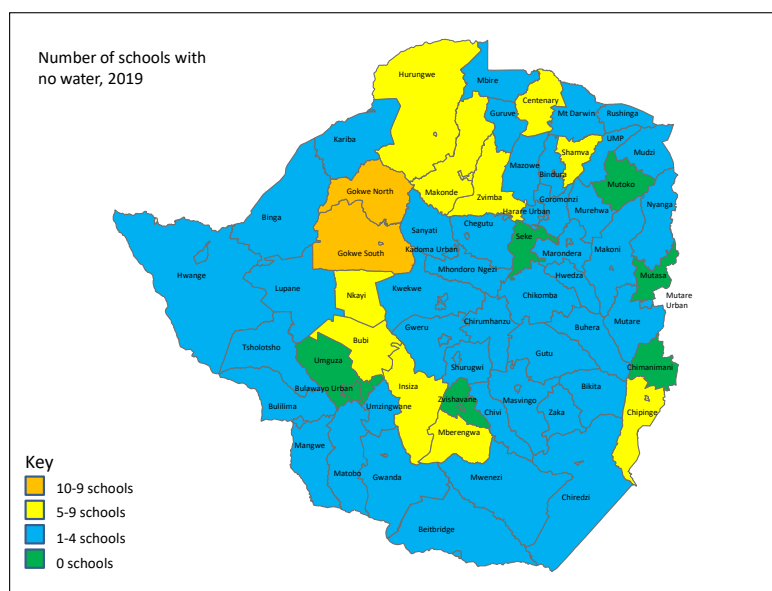 Number of schools with
no water, 2019
Hurungwe
Mbire
Centenary
Guruve
Mt Darwin
Rushinga
Kariba
UMP
Shamva
Mudzi
Mazowe
Bindura
Mutoko
Gokwe North
Makonde
Zvimba
Goromonzi
Nyanga
Harare Urban
Murehwa
Binga
Sanyati
Chegutu
Seke
Kadoma Urban
Makoni
Gokwe South
Marondera
Mhondoro Ngezi
Hwedza
Hwange
Mutasa
Lupane
Nkayi
Kwekwe
Chikomba
Mutare
Urban
Gweru
Chirumhanzu
Buhera
Mutare
Bubi
Tsholotsho
Umguza
Shurugwi
Gutu
Chimanimani
Bulawayo Urban
Insiza
Bikita
Bulilima
Umzingwane
Zvishavane
Chivi
Masvingo
Zaka
Chipinge
Mberengwa
Mangwe
Matobo
Gwanda
Mwenezi
Chiredzi
Beitbridge
Key
10-9 schools
5-9 schools
1-4 schools
0 schools